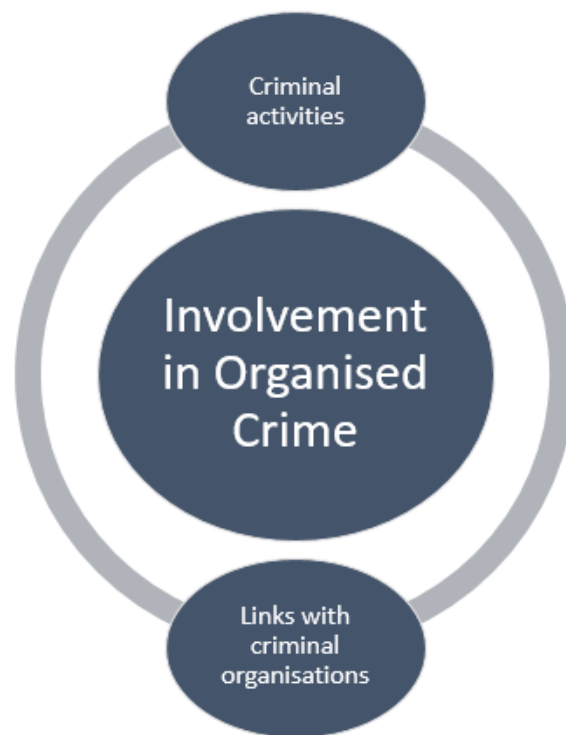 Criminal
activities
Involvement
in Organised
Crime
Links with
criminal
organisations